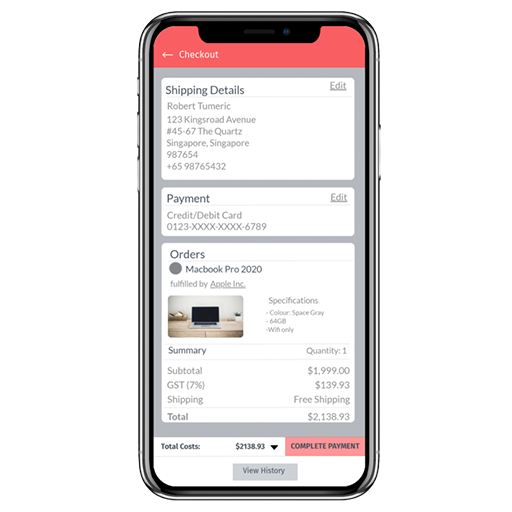 ← Checkout
Shipping Details Edit
Robert Tumeric
123 Kingsroad Avenue
#45-67 The Quartz
Singapore, Singapore
987654
+65 98765432
Payment Edit
Credit/Debit Card
0123-XXXX-XXXX-6789
Orders
Macbook Pro 2020
fulfilled by Apple Inc.
Specifications
- Colour: Space Gray
- 64GB
-Wifi only
Summary Quantity: 1
Subtotal $1,999.00
GST (7%) $139.93
Shipping Free Shipping
Total $2,138.93
Total Costs: $2138.93 COMPLETE PAYMENT
View History